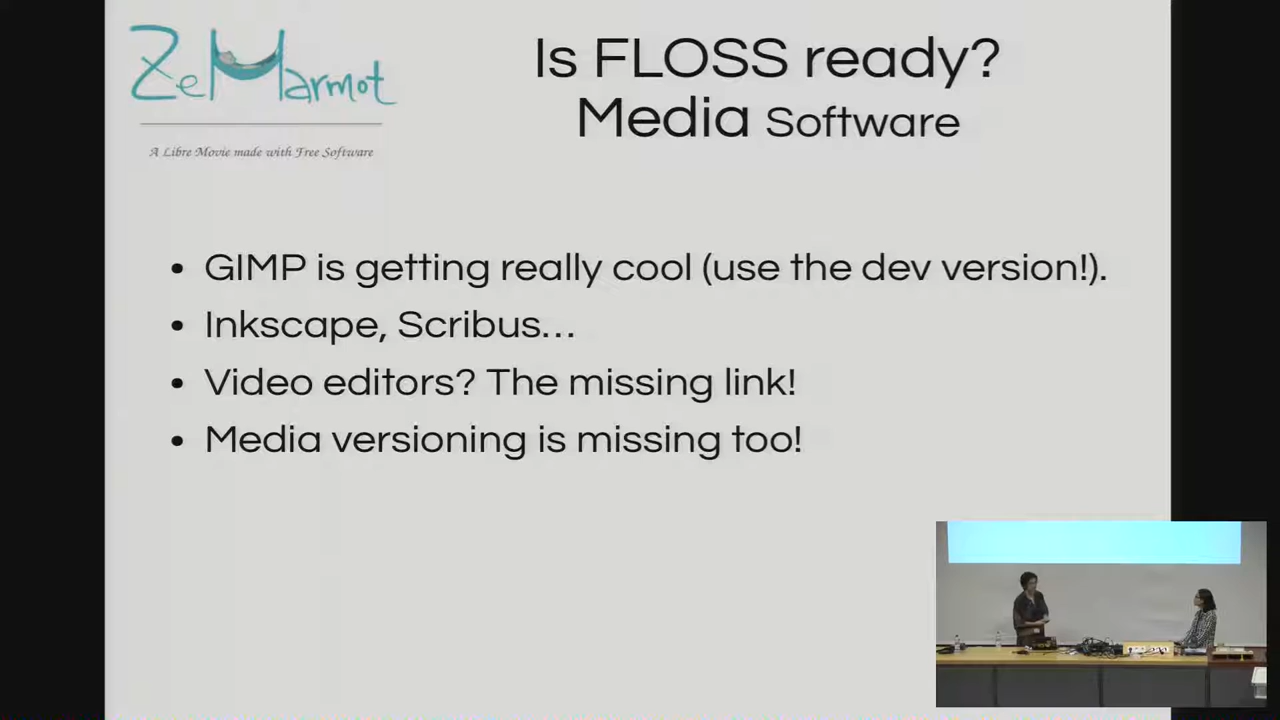 ZeMarmot
A Libre Movie made with Free Software
Is FLOSS ready?
Media Software
• GIMP is getting really cool (use the dev version!).
• Inkscape, Scribus…
• Video editors? The missing link!
• Media versioning is missing too!